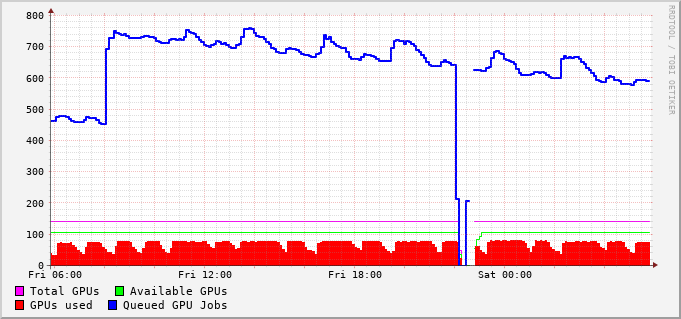 800
700
600
500
400
300
200
100
0
Fri 06:00 Fri 12:00 Fri 18:00 Sat 00:00
Total GPUs Available GPUs
GPUs used Queued GPU Jobs
RRDTOOL / TOBI OETIKER